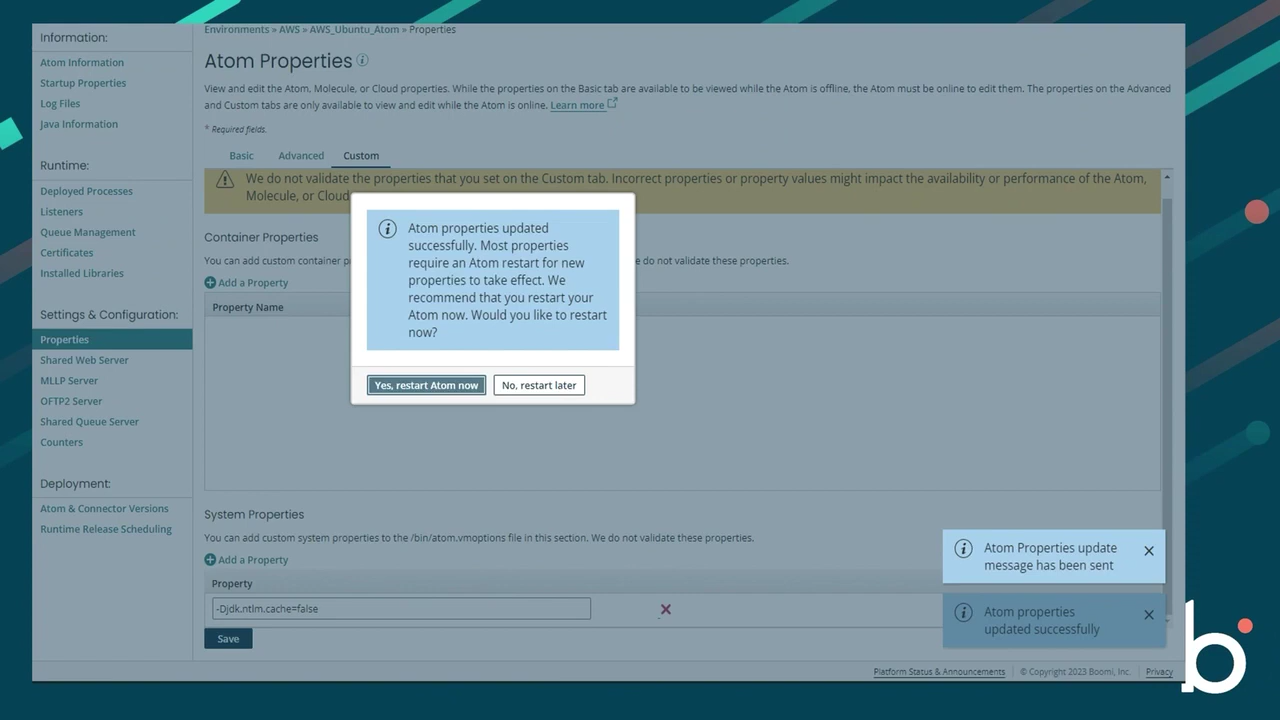 Environments » AWS » AWS_Ubuntu_Atom » Properties
Information:
Atom Information
Startup Properties
Log Files
Java Information
Runtime:
Deployed Processes
Listeners
Queue Management
Certificates
Installed Libraries
Settings & Configuration:
Properties
Shared Web Server
MLLP Server
OFTP2 Server
Shared Queue Server
Counters
Deployment:
Atom & Connector Versions
Runtime Release Scheduling
Atom Properties
View and edit the Atom, Molecule, or Cloud properties. While the properties on the Basic tab are available to be viewed while the Atom is offline, the Atom must be online to edit them. The properties on the Advanced
and Custom tabs are only available to view and edit while the Atom is online. Learn more
* Required fields.
Basic Advanced Custom
We do not validate the properties that you set on the Custom tab. Incorrect properties or property values might impact the availability or performance of the Atom,
Molecule, or Cloud
Container Properties
You can add custom container p e do not validate these properties.
Add a Property
Property Name
Atom properties updated
successfully. Most properties
require an Atom restart for new
properties to take effect. We
recommend that you restart your
Atom now. Would you like to restart
now?
Yes, restart Atom now No, restart later
System Properties
You can add custom system properties to the /bin/atom.vmoptions file in this section. We do not validate these properties.
Add a Property
Property
-Djdk.ntlm.cache=false
Save
Atom Properties update
message has been sent
Atom properties
updated successfully
Platform Status & Announcements | © Copyright 2023 Boomi, Inc. | Privacy
b